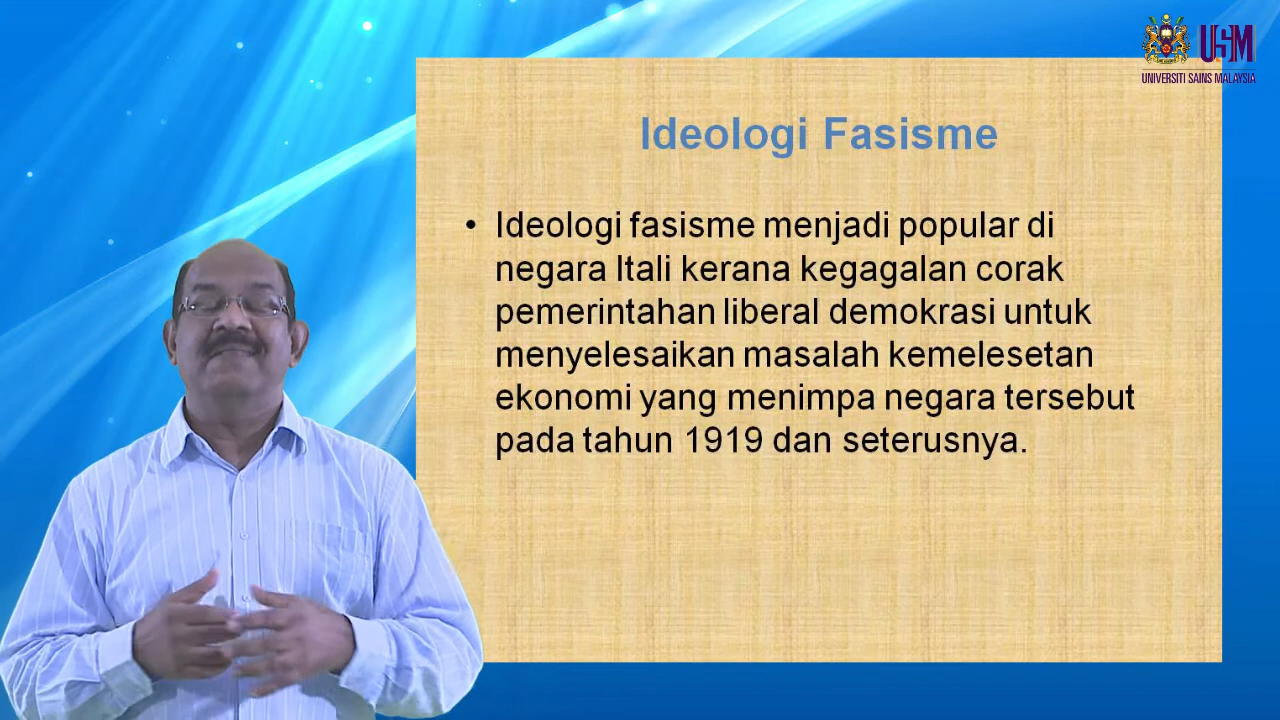 USM
UNIVERSITI SAINS MALAYSIA
Ideologi Fasisme
• Ideologi fasisme menjadi popular di
negara Itali kerana kegagalan corak
pemerintahan liberal demokrasi untuk
menyelesaikan masalah kemelesetan
ekonomi yang menimpa negara tersebut
pada tahun 1919 dan seterusnya.